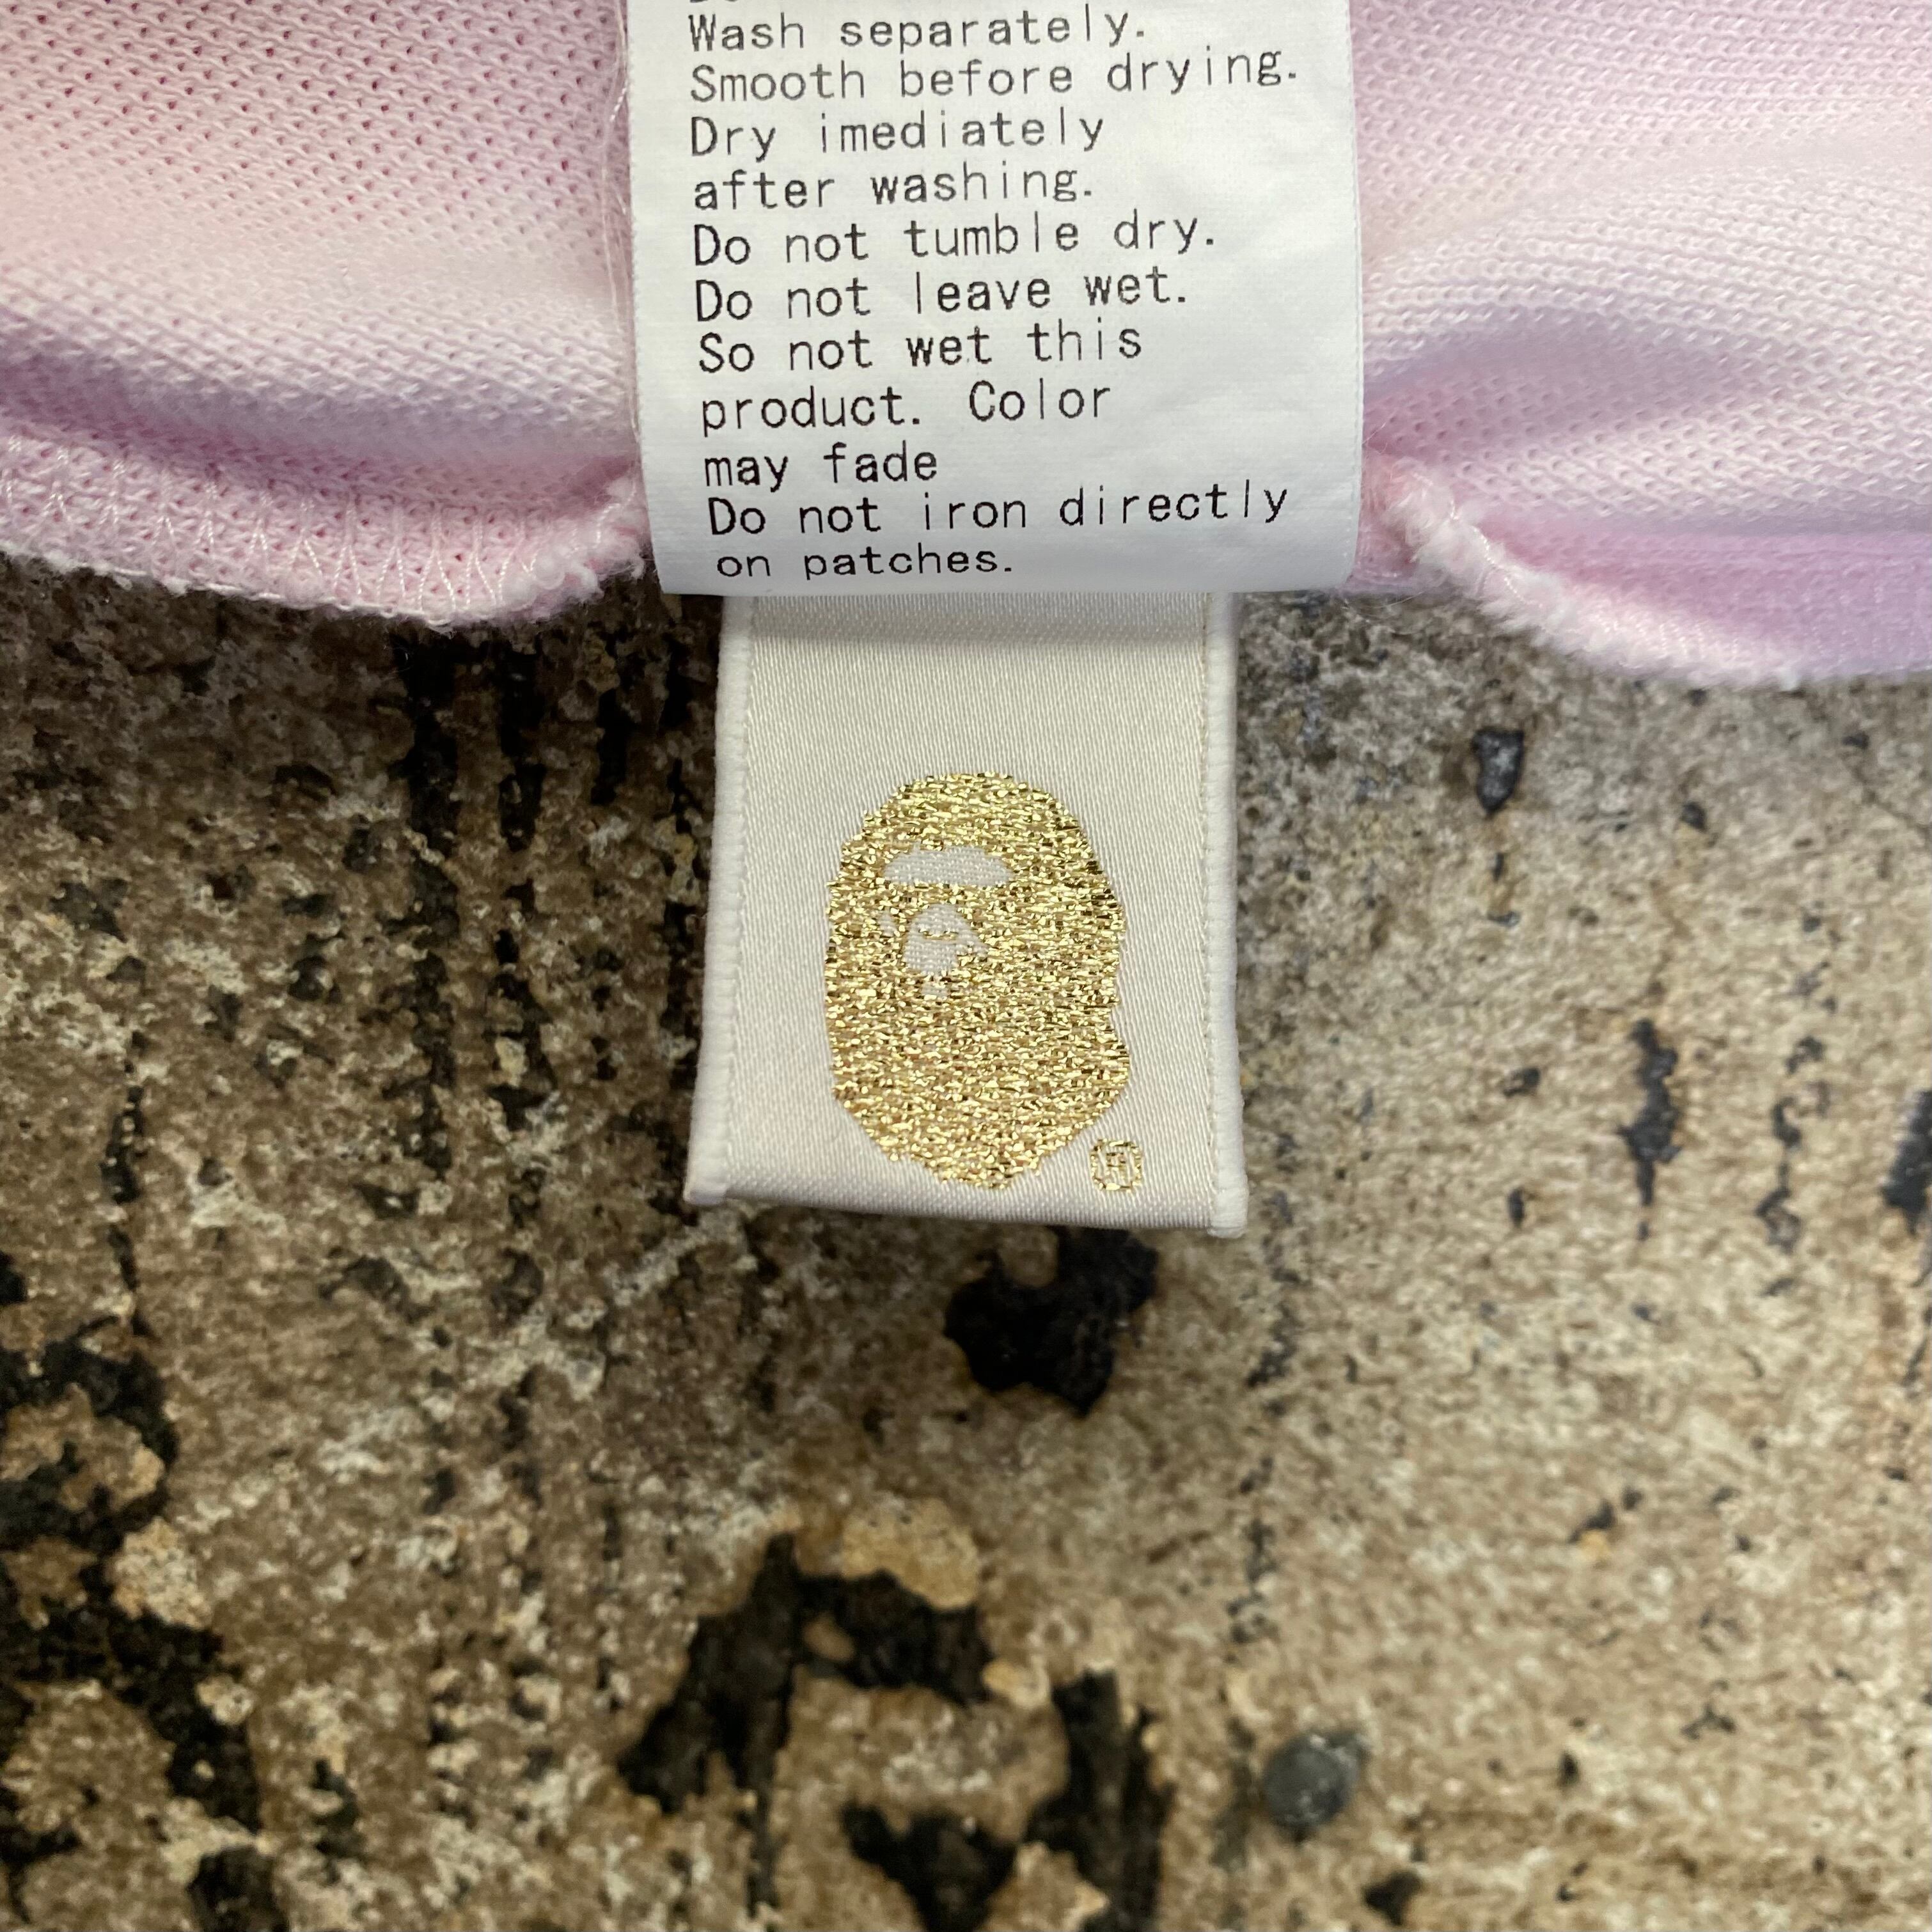 Wash separately.
Smooth before drying.
Dry imediately
after washing.
Do not tumble dry.
Do not leave wet.
So not wet this
product. Color
may fade
Do not iron directly
on patches.
®